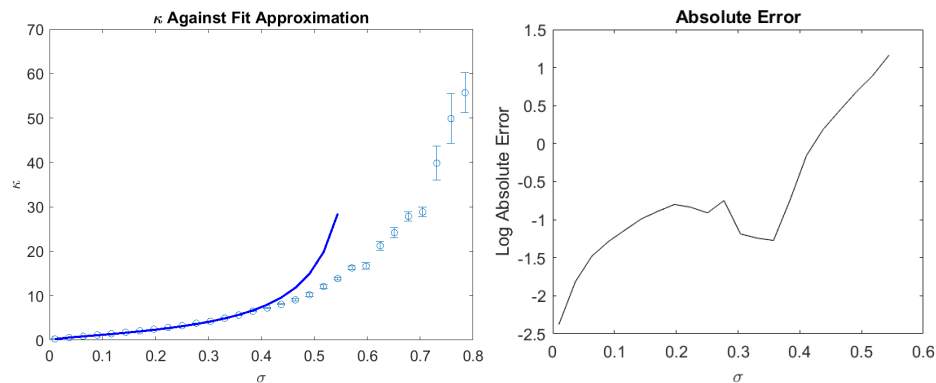 κ Against Fit Approximation
70
60
50
40
30
20
10
0
κ
0 0.1 0.2 0.3 0.4 0.5 0.6 0.7 0.8
σ
Absolute Error
1.5
1
0.5
0
-0.5
-1
-1.5
-2
-2.5
Log Absolute Error
0 0.1 0.2 0.3 0.4 0.5 0.6
σ